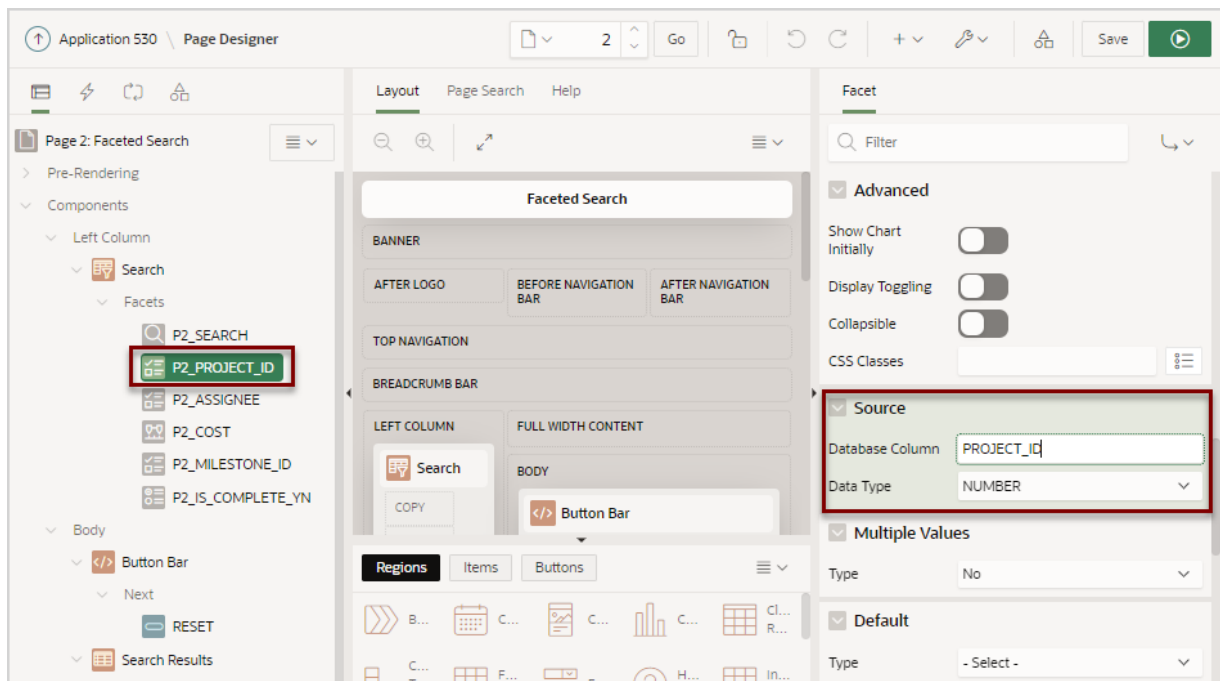 Application 530 \ Page Designer
2
Go
Save
Page 2: Faceted Search
Pre-Rendering
Components
Left Column
Search
Facets
P2_SEARCH
P2_PROJECT_ID
P2_ASSIGNEE
P2_COST
P2_MILESTONE_ID
P2_IS_COMPLETE_YN
Body
Button Bar
Next
RESET
Search Results
Layout Page Search Help
Faceted Search
BANNER
AFTER LOGO
BEFORE NAVIGATION
BAR
AFTER NAVIGATION
BAR
TOP NAVIGATION
BREADCRUMB BAR
LEFT COLUMN
Search
COPY
FULL WIDTH CONTENT
BODY
</> Button Bar
Regions Items Buttons
B...
C...
C...
C...
Cl...
R...
C...
F...
H...
In...
Facet
Filter
Advanced
Show Chart
Initially
Display Toggling
Collapsible
CSS Classes
Source
Database Column PROJECT_ID
Data Type NUMBER
Multiple Values
Type No
Default
Type - Select -